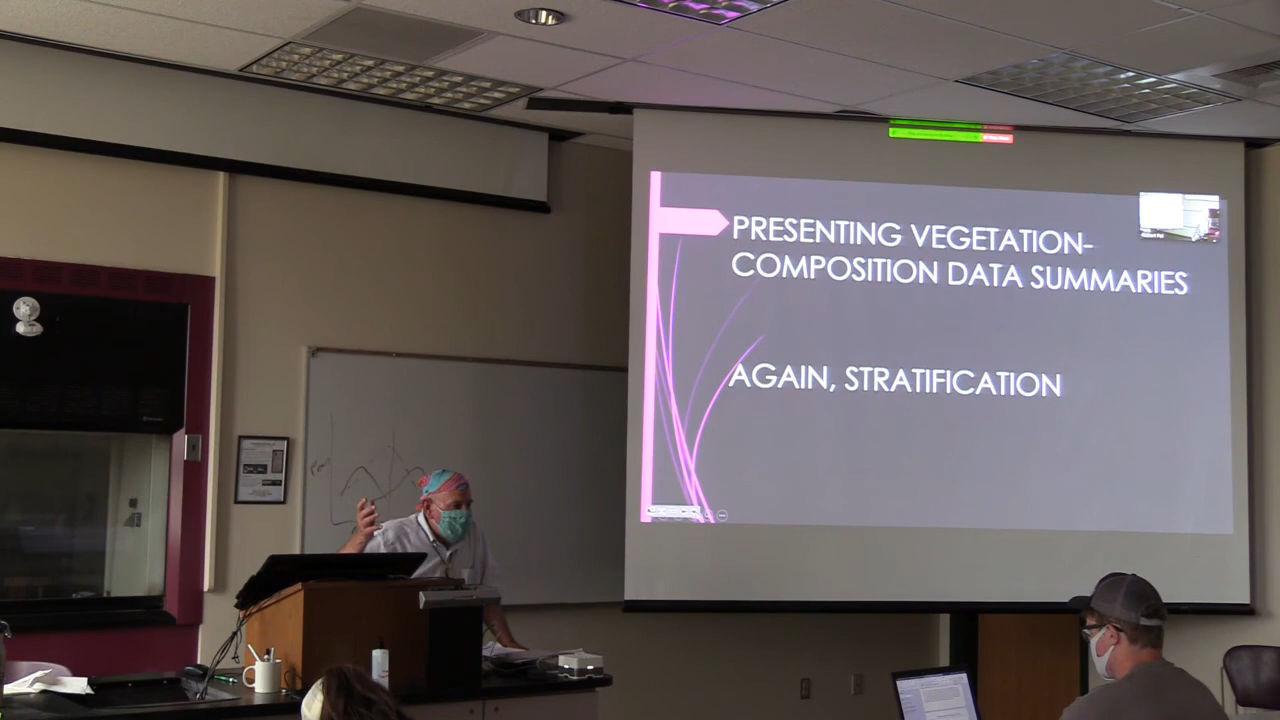 PRESENTING VEGETATION-
COMPOSITION DATA SUMMARIES
AGAIN, STRATIFICATION